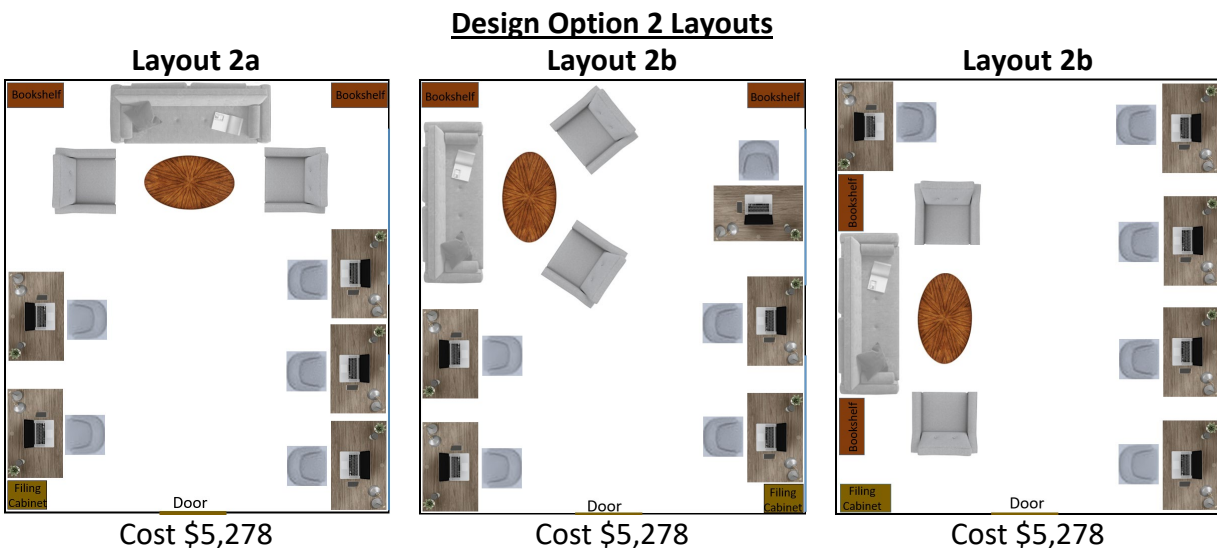 Design Option 2 Layouts
Layout 2a
Layout 2b
Layout 2b
Bookshelf
Bookshelf
Filing
Cabinet
Door
Cost $5,278
Bookshelf
Bookshelf
Door
Filing
Cabinet
Cost $5,278
Bookshelf
Bookshelf
Filing
Cabinet
Door
Cost $5,278